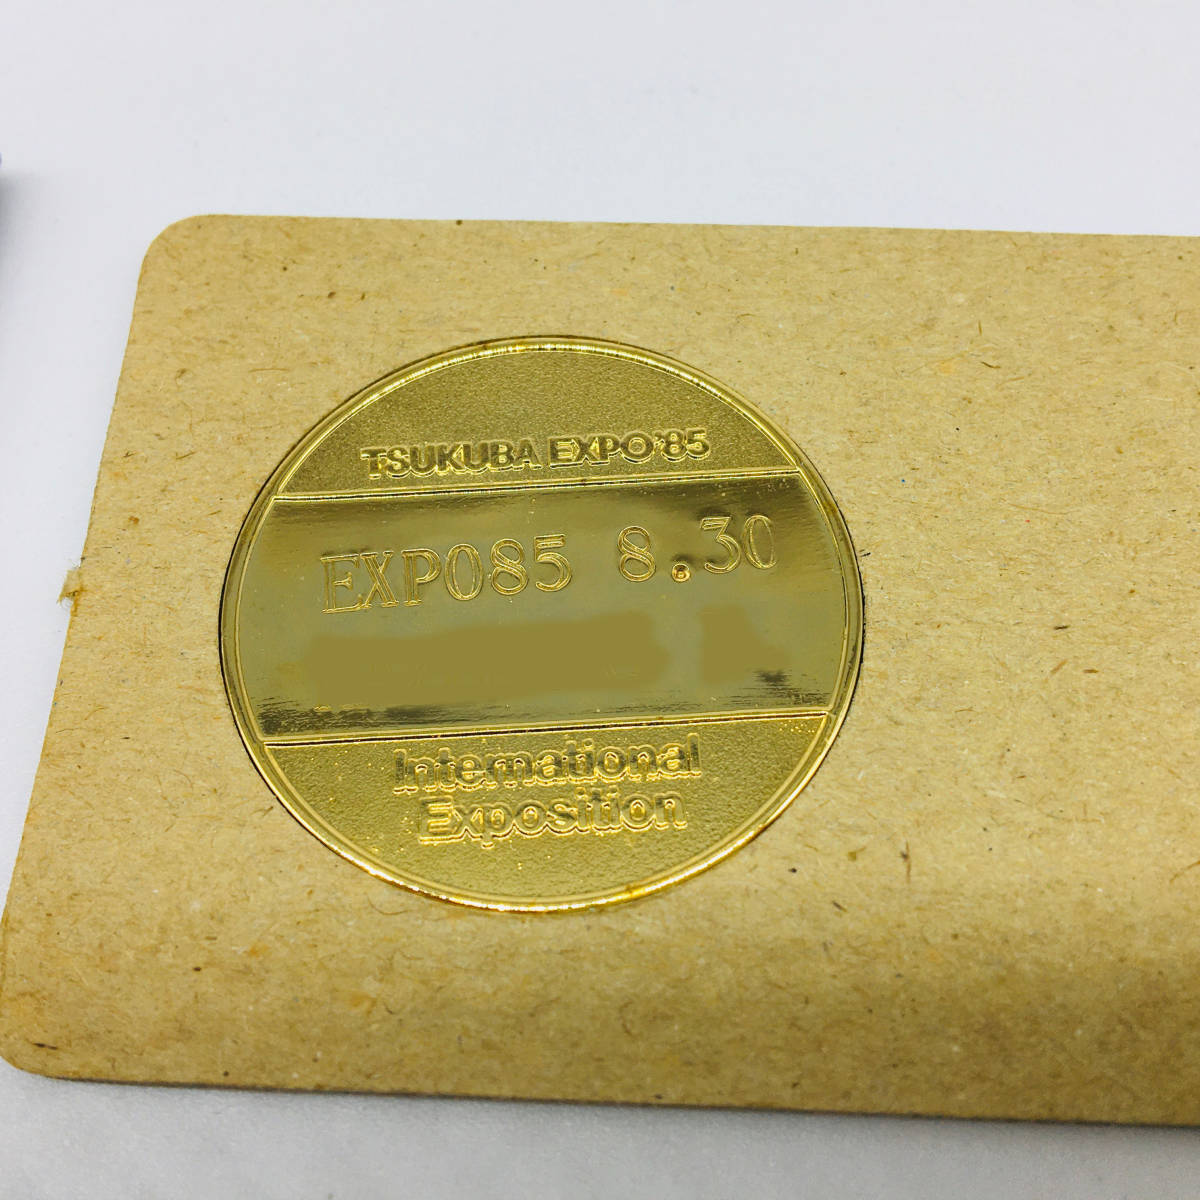 TSUKUBA EXPO'85
EXPO85 8.30
International
Exposition